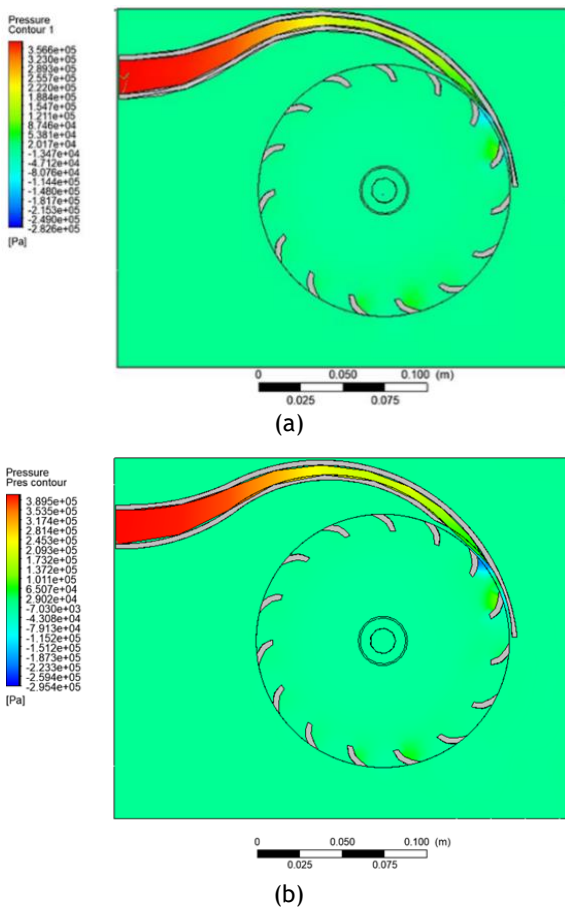 Pressure
Contour 1
3.566e+05
3.230e+05
2.893e+05
2.557e+05
2.220e+05
1.884e+05
1.547e+05
1.211e+05
8.746e+04
5.381e+04
2.017e+04
-1.347e+04
-4.712e+04
-8.076e+04
-1.144e+05
-1.480e+05
-1.817e+05
-2.153e+05
-2.490e+05
-2.826e+05
[Pa]
0 0.050 0.100 (m)
0.025 0.075
(a)
Pressure
Pres contour
3.895e+05
3.535e+05
3.174e+05
2.814e+05
2.453e+05
2.093e+05
1.732e+05
1.372e+05
1.011e+05
6.507e+04
2.902e+04
-7.030e+03
-4.308e+04
-7.913e+04
-1.152e+05
-1.512e+05
-1.873e+05
-2.233e+05
-2.594e+05
-2.954e+05
[Pa]
0 0.050 0.100 (m)
0.025 0.075
(b)